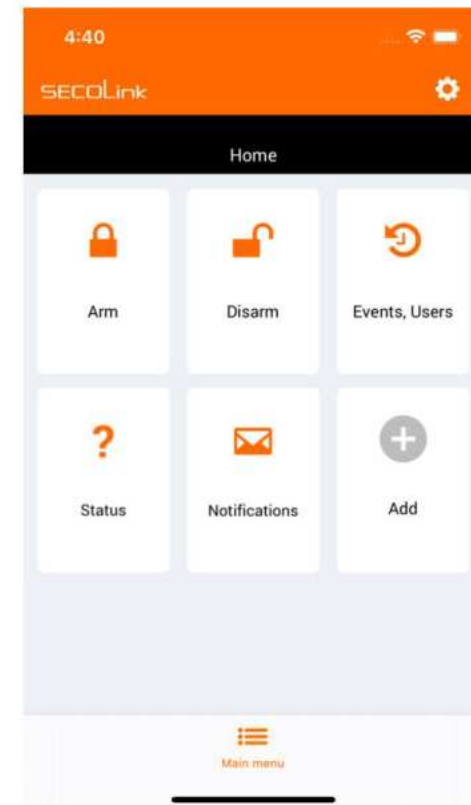 4:40
SECOLink
Home
Arm
Disarm
Events, Users
?
Status
Notifications
Add
Main menu